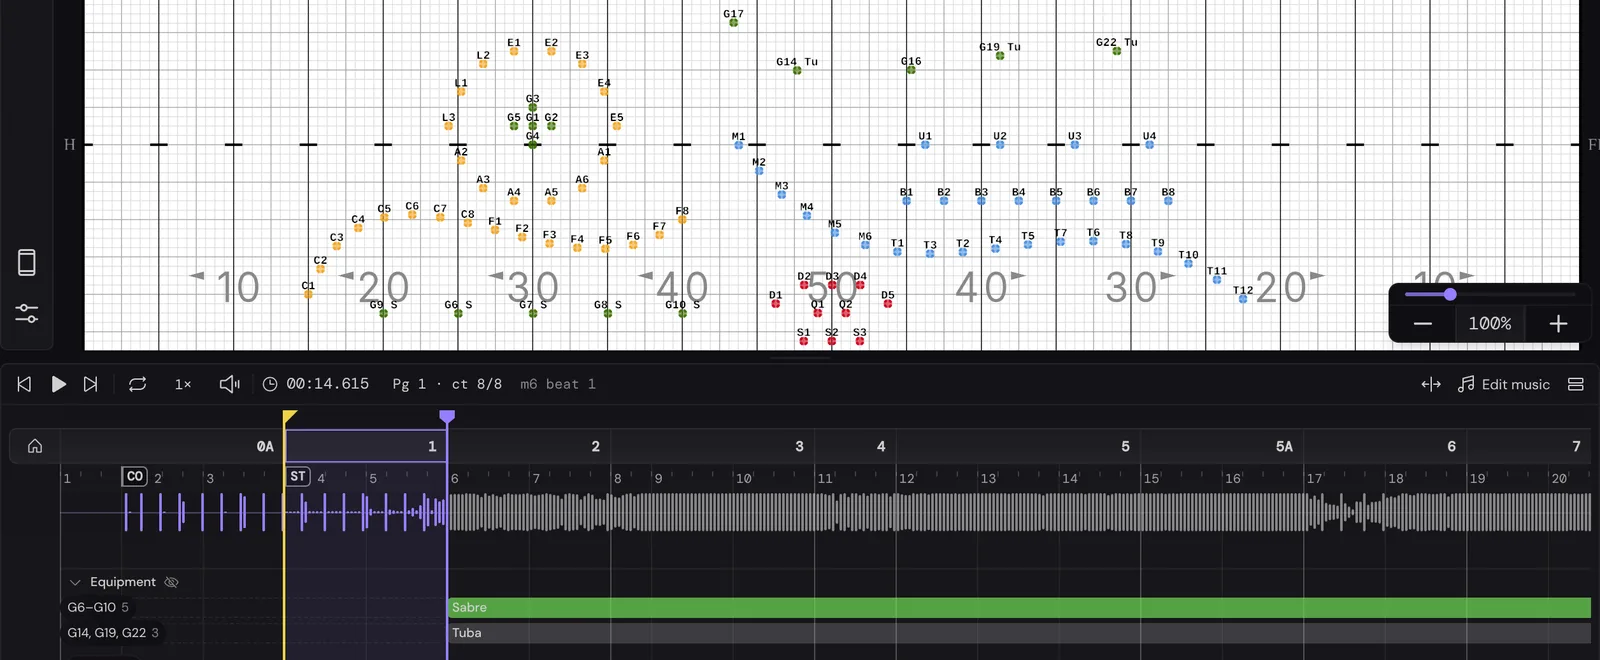 G17
E1 E2
G19 Tu G22 Tu
L2 E3
G14 Tu G16
L1 E4
G3
L3 G5 G1 G2 E5
G4
H M1 U1 U2 U3 U4
A2 A1
M2
A3 A6 M3
A4 A5 B1 B2 B3 B4 B5 B6 B7 B8
C5 C6 C7 F8 M4
C4 C8 F1 M5
C3 F2 F3 F4 F5 F6 F7 M6 T1 T3 T2 T4 T5 T7 T6 T8 T9
C2 T10
C1 D2 D3 D4 T11
10 20 30 40 50 40 30 20 10
D1 D5 T12
G9 S G6 S G7 S G8 S G10 S Q1 Q2
S1 S2 S3
100%
1× 00:14.615 Pg 1 · ct 8/8 m6 beat 1 Edit music
0A 1 2 3 4 5 5A 6 7
1 CO 2 3 ST 4 5 6 7 8 9 10 11 12 13 14 15 16 17 18 19 20
Equipment
G6–G10 5 Sabre
G14, G19, G22 3 Tuba